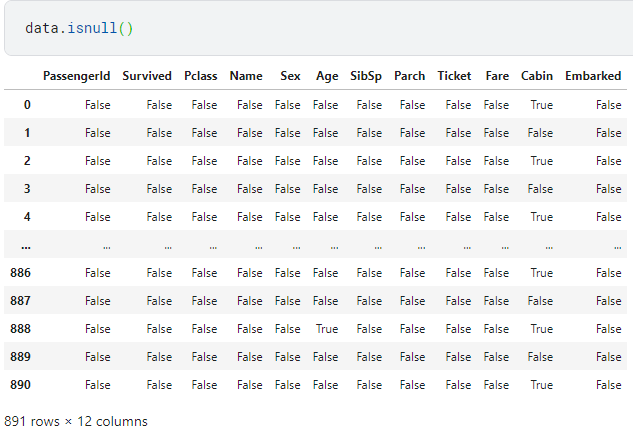 data.isnull()
PassengerId Survived Pclass Name Sex Age SibSp Parch Ticket Fare Cabin Embarked
0 False False False False False False False False False False True False
1 False False False False False False False False False False False False
2 False False False False False False False False False False True False
3 False False False False False False False False False False False False
4 False False False False False False False False False False True False
... ... ... ... ... ... ... ... ... ... ... ... ...
886 False False False False False False False False False False True False
887 False False False False False False False False False False False False
888 False False False False False True False False False False True False
889 False False False False False False False False False False False False
890 False False False False False False False False False False True False
891 rows × 12 columns